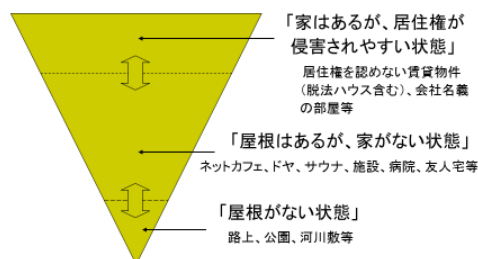 「家はあるが、居住権が
侵害されやすい状態」
居住権を認めない賃貸物件
（脱法ハウス含む）、会社名義
の部屋等
「屋根はあるが、家がない状態」
ネットカフェ、ドヤ、サウナ、施設、病院、友人宅等
「屋根がない状態」
路上、公園、河川敷等